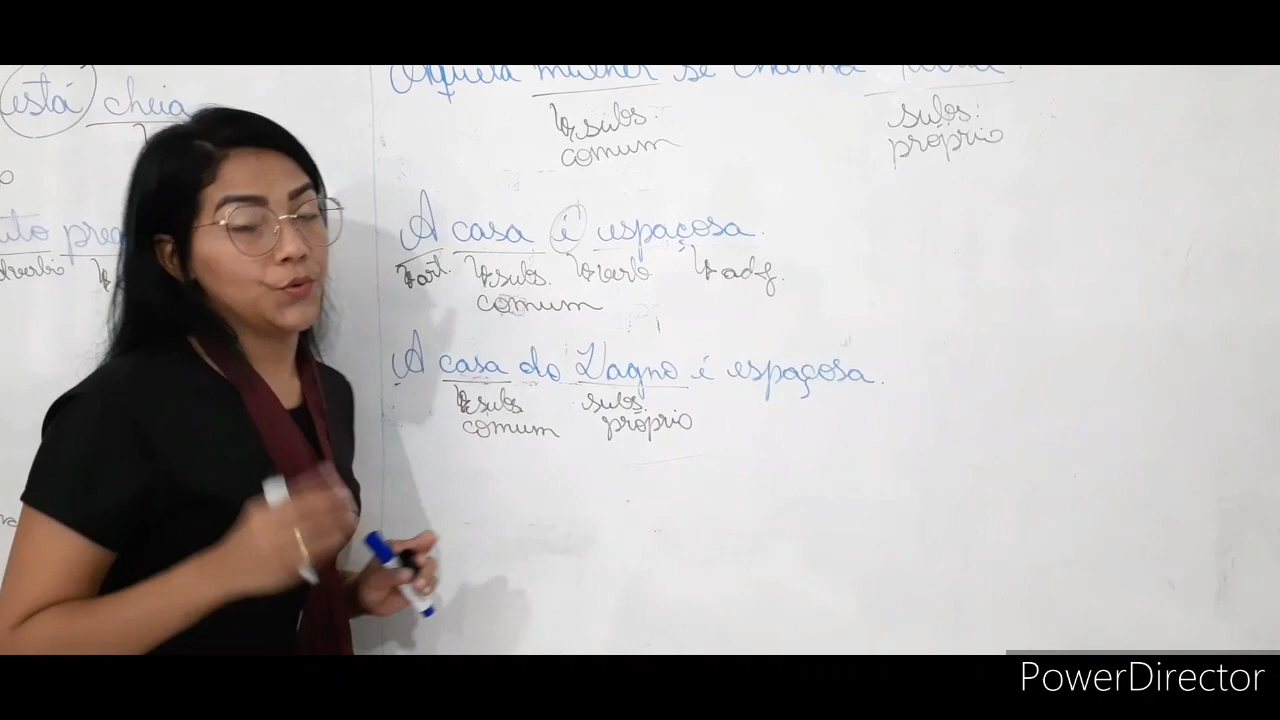 está cheia
Aquela mulher se chama
subs. comum
subs. próprio
A casa é espaçosa.
art. subs. comum verbo adj.
A casa do Vagno é espaçosa.
subs. comum
subs. próprio
PowerDirector